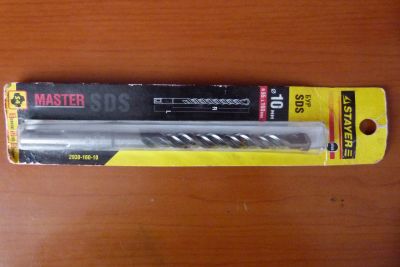 MASTER SDS
L
R
Ø 10 мм
БУР
SDS
STAYER
2930-160-10